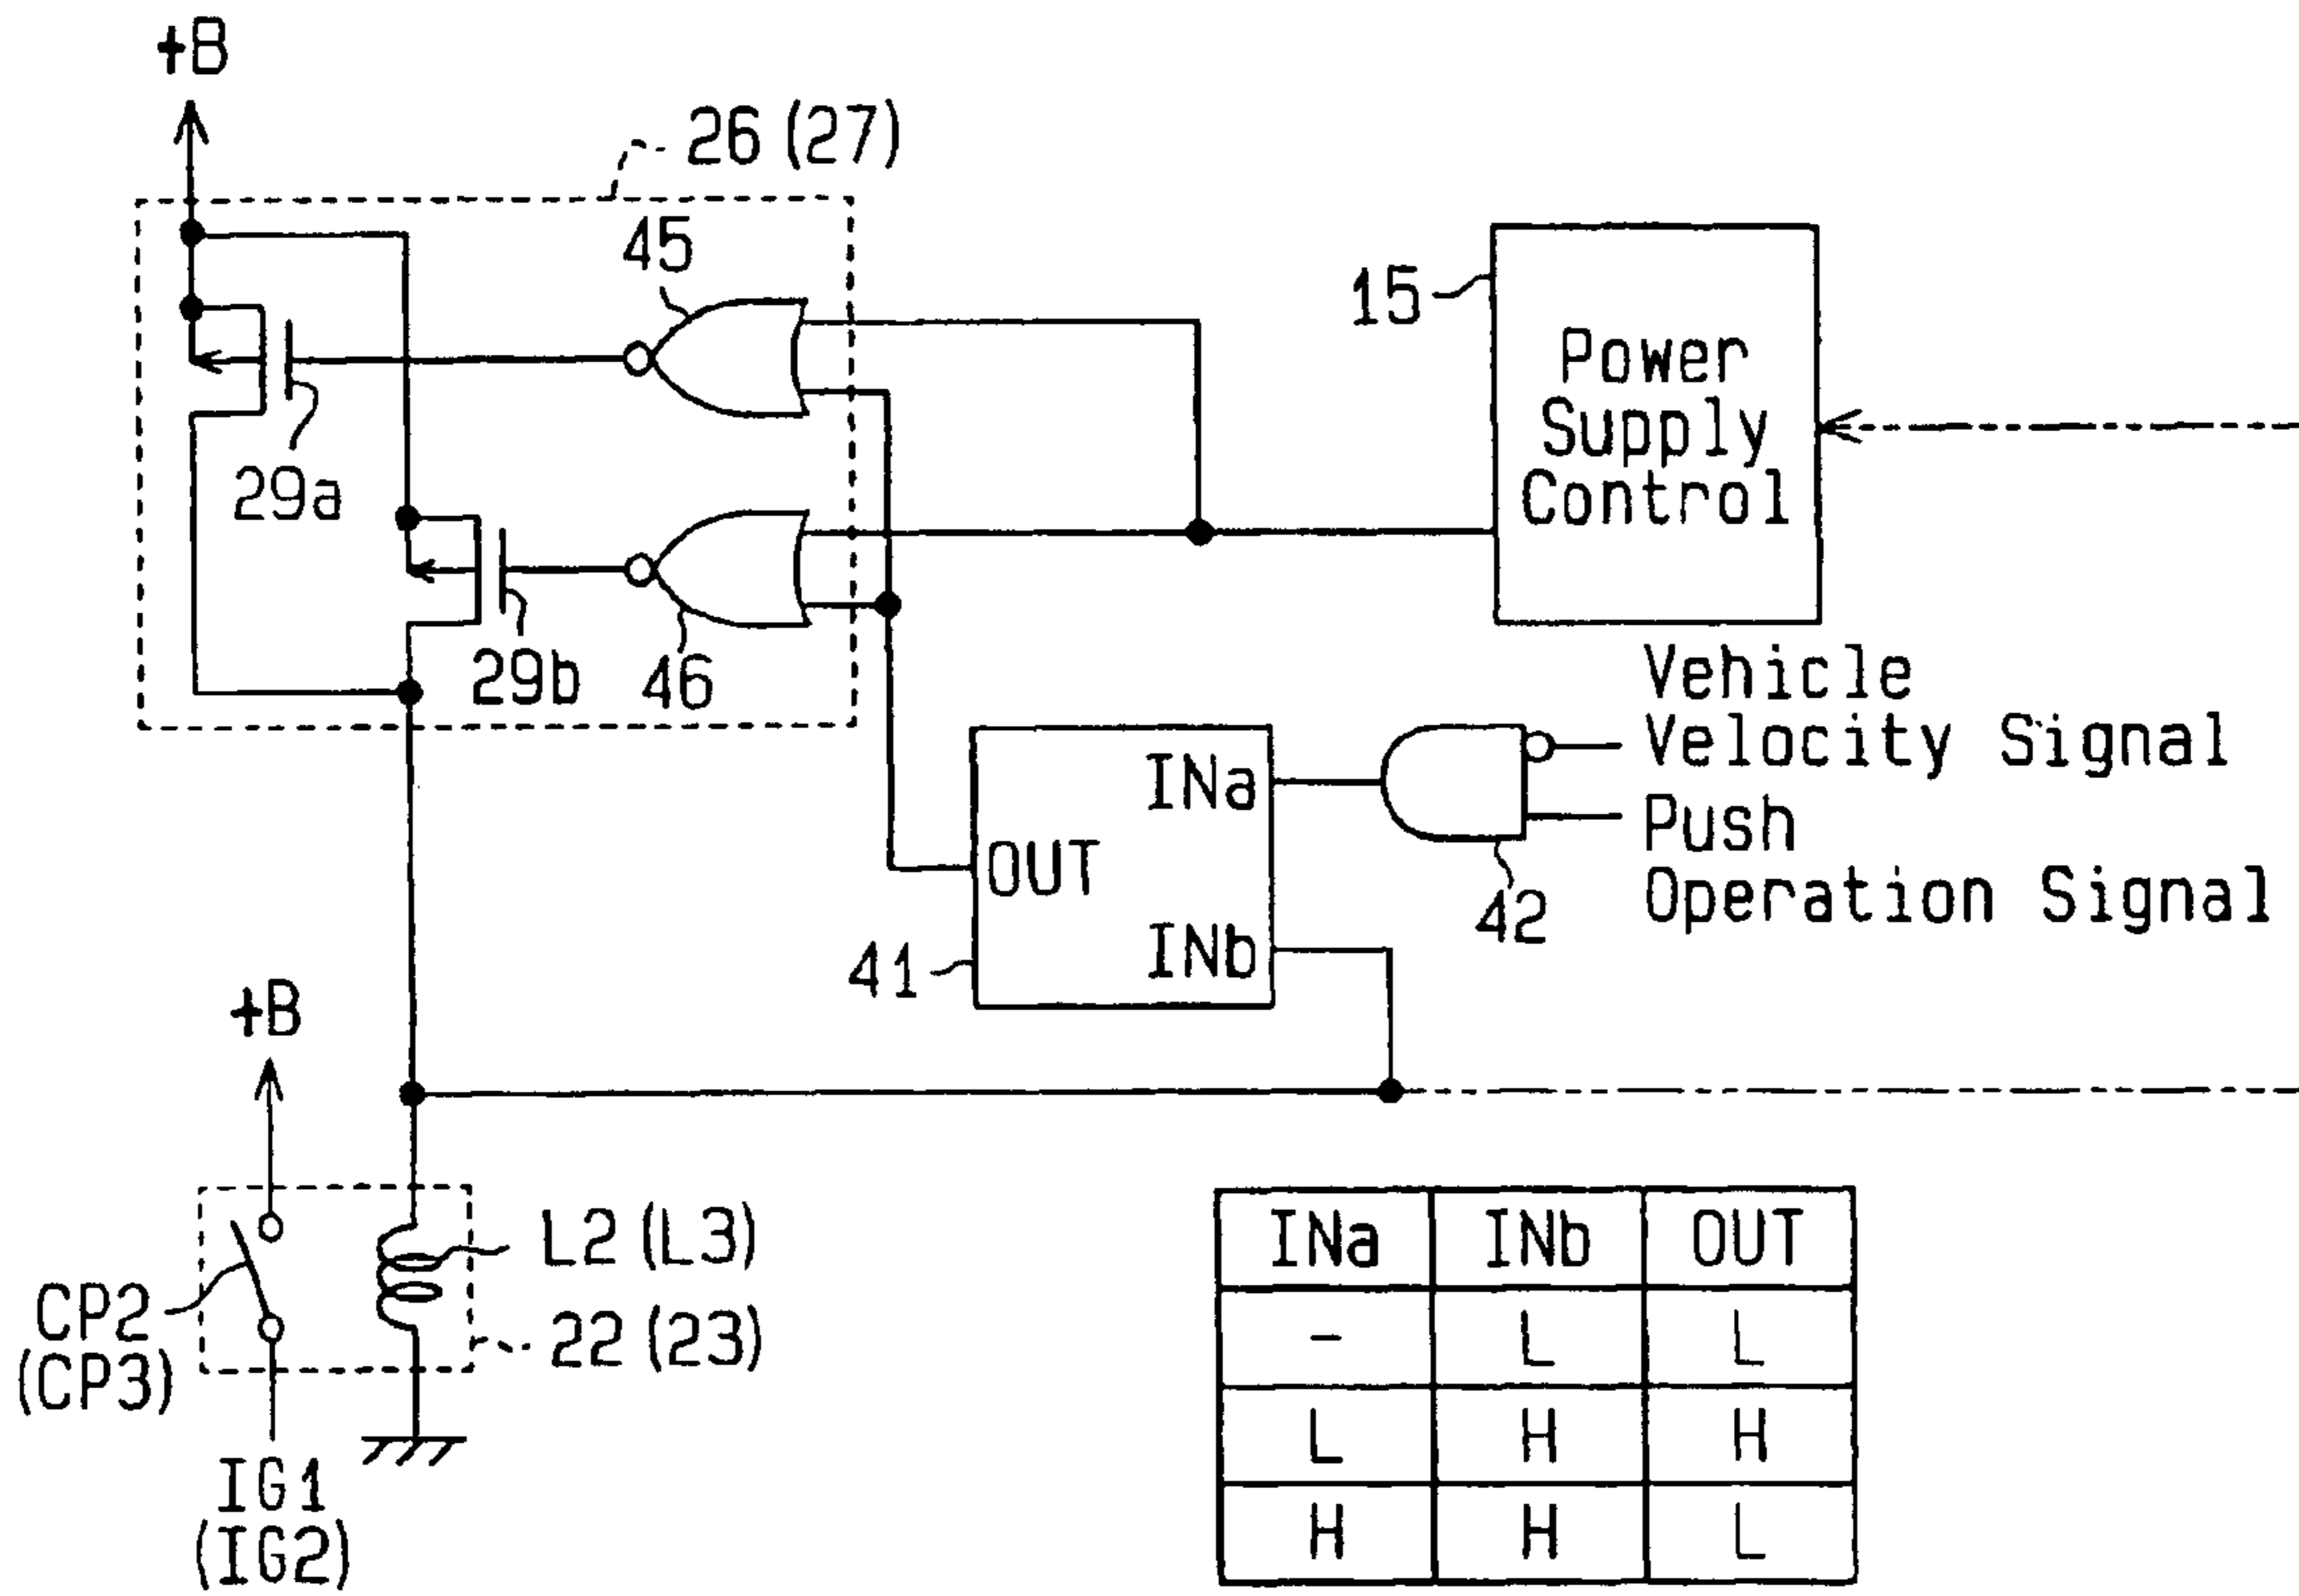 +B
26 (27)
45
15
Power
Supply
Control
29a
29b
46
Vehicle
Velocity Signal
INa
OUT
Push
Operation Signal
42
INb
41
+B
L2 (L3)
CP2
(CP3)
22 (23)
IG1
(IG2)
INa INb OUT
- L L
L H H
H H L